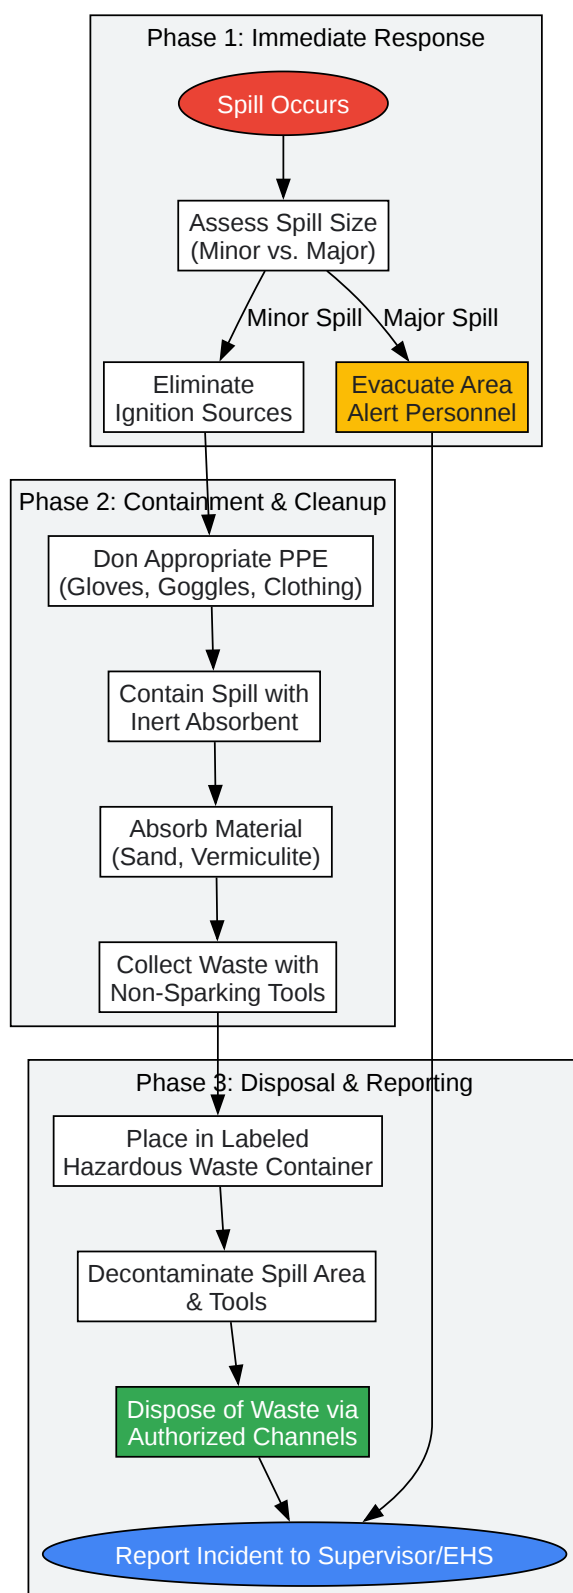 Phase 1: Immediate Response
Spill Occurs
Assess Spill Size
(Minor vs. Major)
Minor Spill
Major Spill
Eliminate
Ignition Sources
Evacuate Area
Alert Personnel
Phase 2: Containment & Cleanup
Don Appropriate PPE
(Gloves, Goggles, Clothing)
Contain Spill with
Inert Absorbent
Absorb Material
(Sand, Vermiculite)
Collect Waste with
Non-Sparking Tools
Phase 3: Disposal & Reporting
Place in Labeled
Hazardous Waste Container
Decontaminate Spill Area
& Tools
Dispose of Waste via
Authorized Channels
Report Incident to Supervisor/EHS